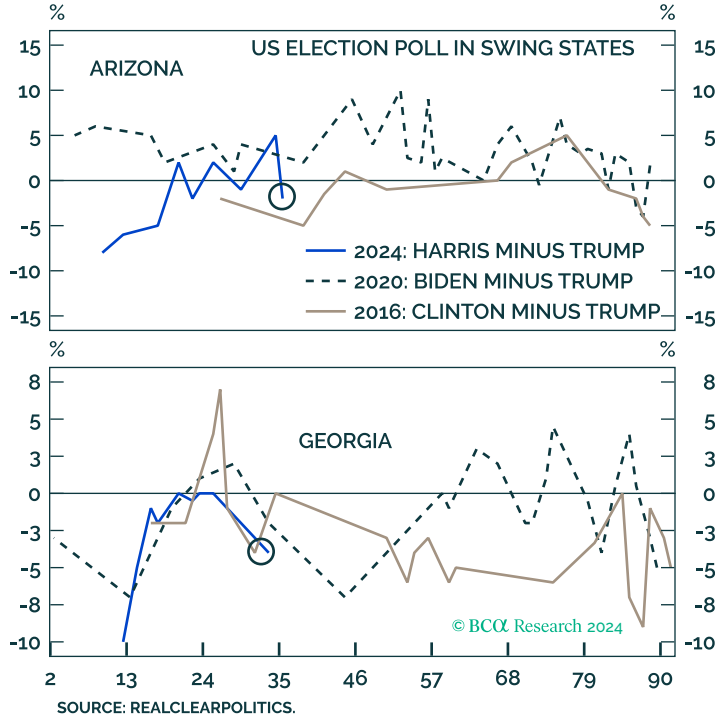 % %
US ELECTION POLL IN SWING STATES
ARIZONA
15 15
10 10
5 5
0 0
-5 -5
-10 -10
-15 -15
2024: HARRIS MINUS TRUMP
2020: BIDEN MINUS TRUMP
2016: CLINTON MINUS TRUMP
% %
GEORGIA
8 8
5 5
3 3
0 0
-3 -3
-5 -5
-8 -8
-10 -10
© BCα Research 2024
2 13 24 35 46 57 68 79 90
SOURCE: REALCLEARPOLITICS.